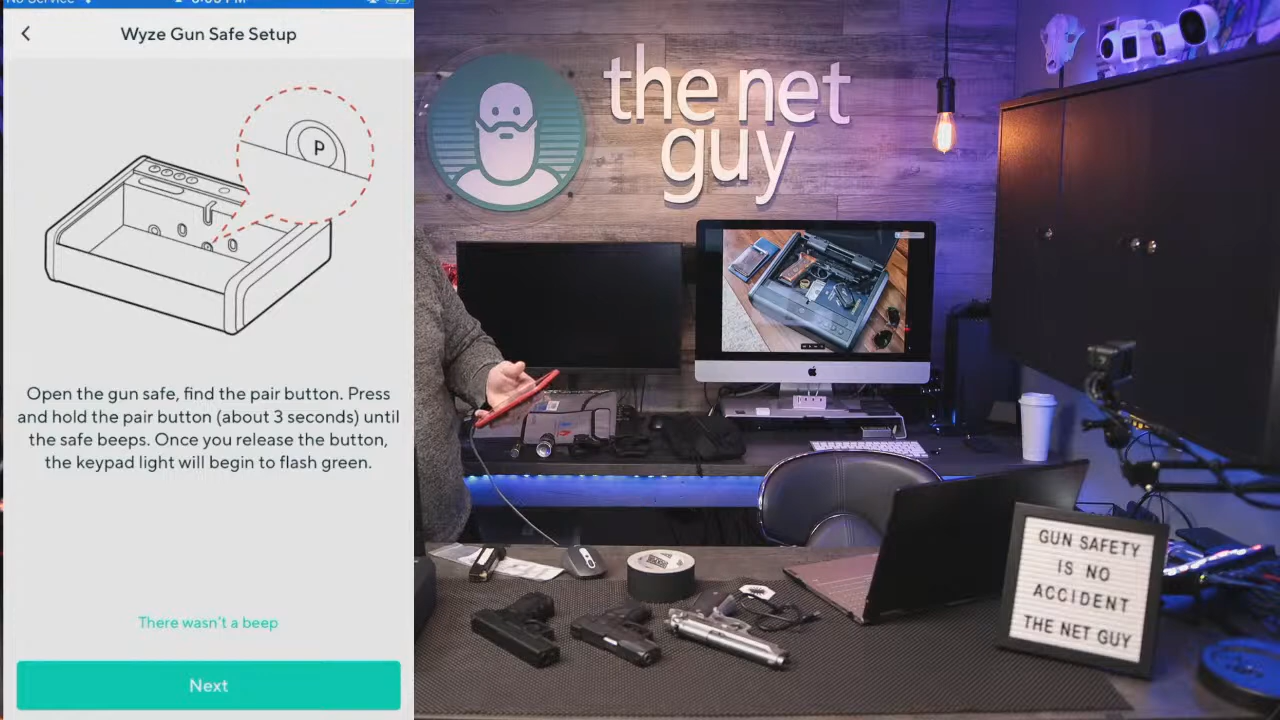 Wyze Gun Safe Setup
P
Open the gun safe, find the pair button. Press
and hold the pair button (about 3 seconds) until
the safe beeps. Once you release the button,
the keypad light will begin to flash green.
There wasn't a beep
Next
the net
guy
GUN SAFETY
IS NO
ACCIDENT
THE NET GUY